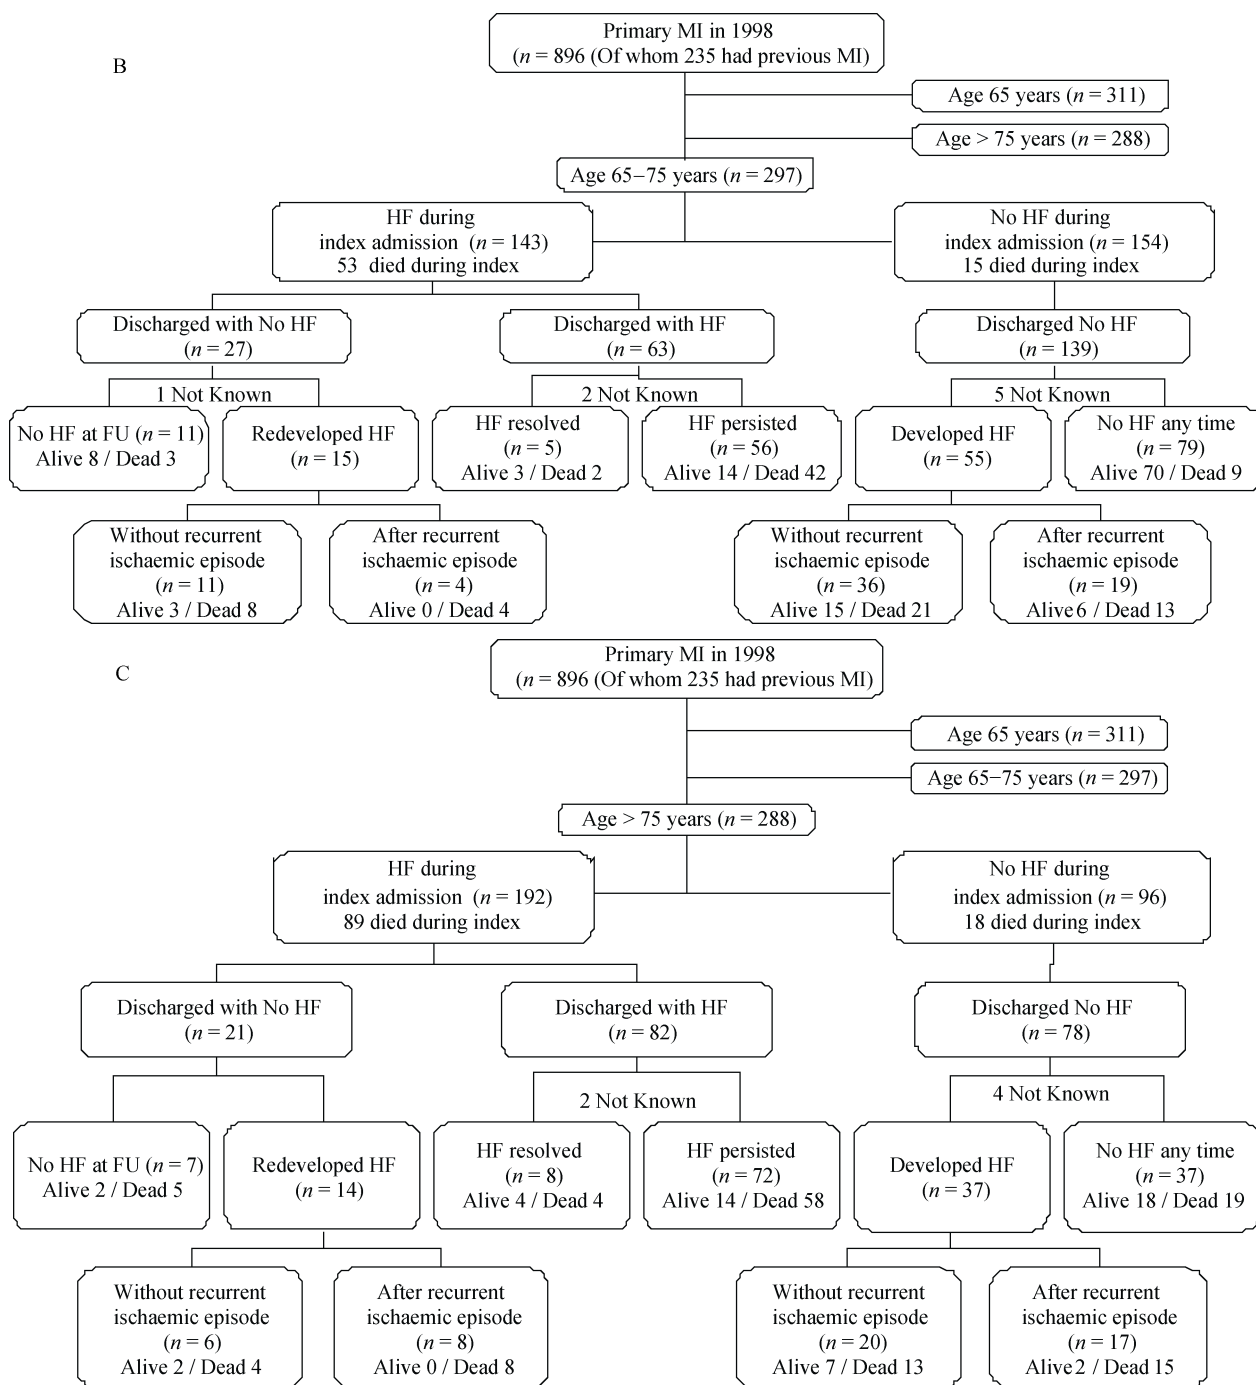 B
Primary MI in 1998
(n = 896 (Of whom 235 had previous MI)
Age 65 years (n = 311)
Age > 75 years (n = 288)
Age 65−75 years (n = 297)
HF during
index admission (n = 143)
53 died during index
No HF during
index admission (n = 154)
15 died during index
Discharged with No HF
(n = 27)
Discharged with HF
(n = 63)
Discharged No HF
(n = 139)
1 Not Known
2 Not Known
5 Not Known
No HF at FU (n = 11)
Alive 8 / Dead 3
Redeveloped HF
(n = 15)
HF resolved
(n = 5)
Alive 3 / Dead 2
HF persisted
(n = 56)
Alive 14 / Dead 42
Developed HF
(n = 55)
No HF any time
(n = 79)
Alive 70 / Dead 9
Without recurrent
ischaemic episode
(n = 11)
Alive 3 / Dead 8
After recurrent
ischaemic episode
(n = 4)
Alive 0 / Dead 4
Without recurrent
ischaemic episode
(n = 36)
Alive 15 / Dead 21
After recurrent
ischaemic episode
(n = 19)
Alive 6 / Dead 13
C
Primary MI in 1998
(n = 896 (Of whom 235 had previous MI)
Age 65 years (n = 311)
Age 65−75 years (n = 297)
Age > 75 years (n = 288)
HF during
index admission (n = 192)
89 died during index
No HF during
index admission (n = 96)
18 died during index
Discharged with No HF
(n = 21)
Discharged with HF
(n = 82)
Discharged No HF
(n = 78)
2 Not Known
4 Not Known
No HF at FU (n = 7)
Alive 2 / Dead 5
Redeveloped HF
(n = 14)
HF resolved
(n = 8)
Alive 4 / Dead 4
HF persisted
(n = 72)
Alive 14 / Dead 58
Developed HF
(n = 37)
No HF any time
(n = 37)
Alive 18 / Dead 19
Without recurrent
ischaemic episode
(n = 6)
Alive 2 / Dead 4
After recurrent
ischaemic episode
(n = 8)
Alive 0 / Dead 8
Without recurrent
ischaemic episode
(n = 20)
Alive 7 / Dead 13
After recurrent
ischaemic episode
(n = 17)
Alive 2 / Dead 15